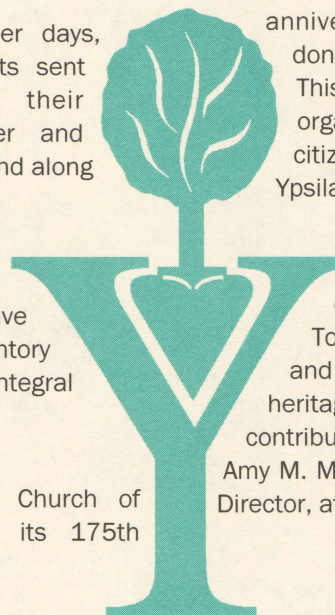 er days,
ts sent
their
er and
nd along
ve
ntory
ntegral
Church of
its 175th
annive
don
This
orga
citiz
Ypsila
To
and
heritag
contribu
Amy M. M
Director, at
Y